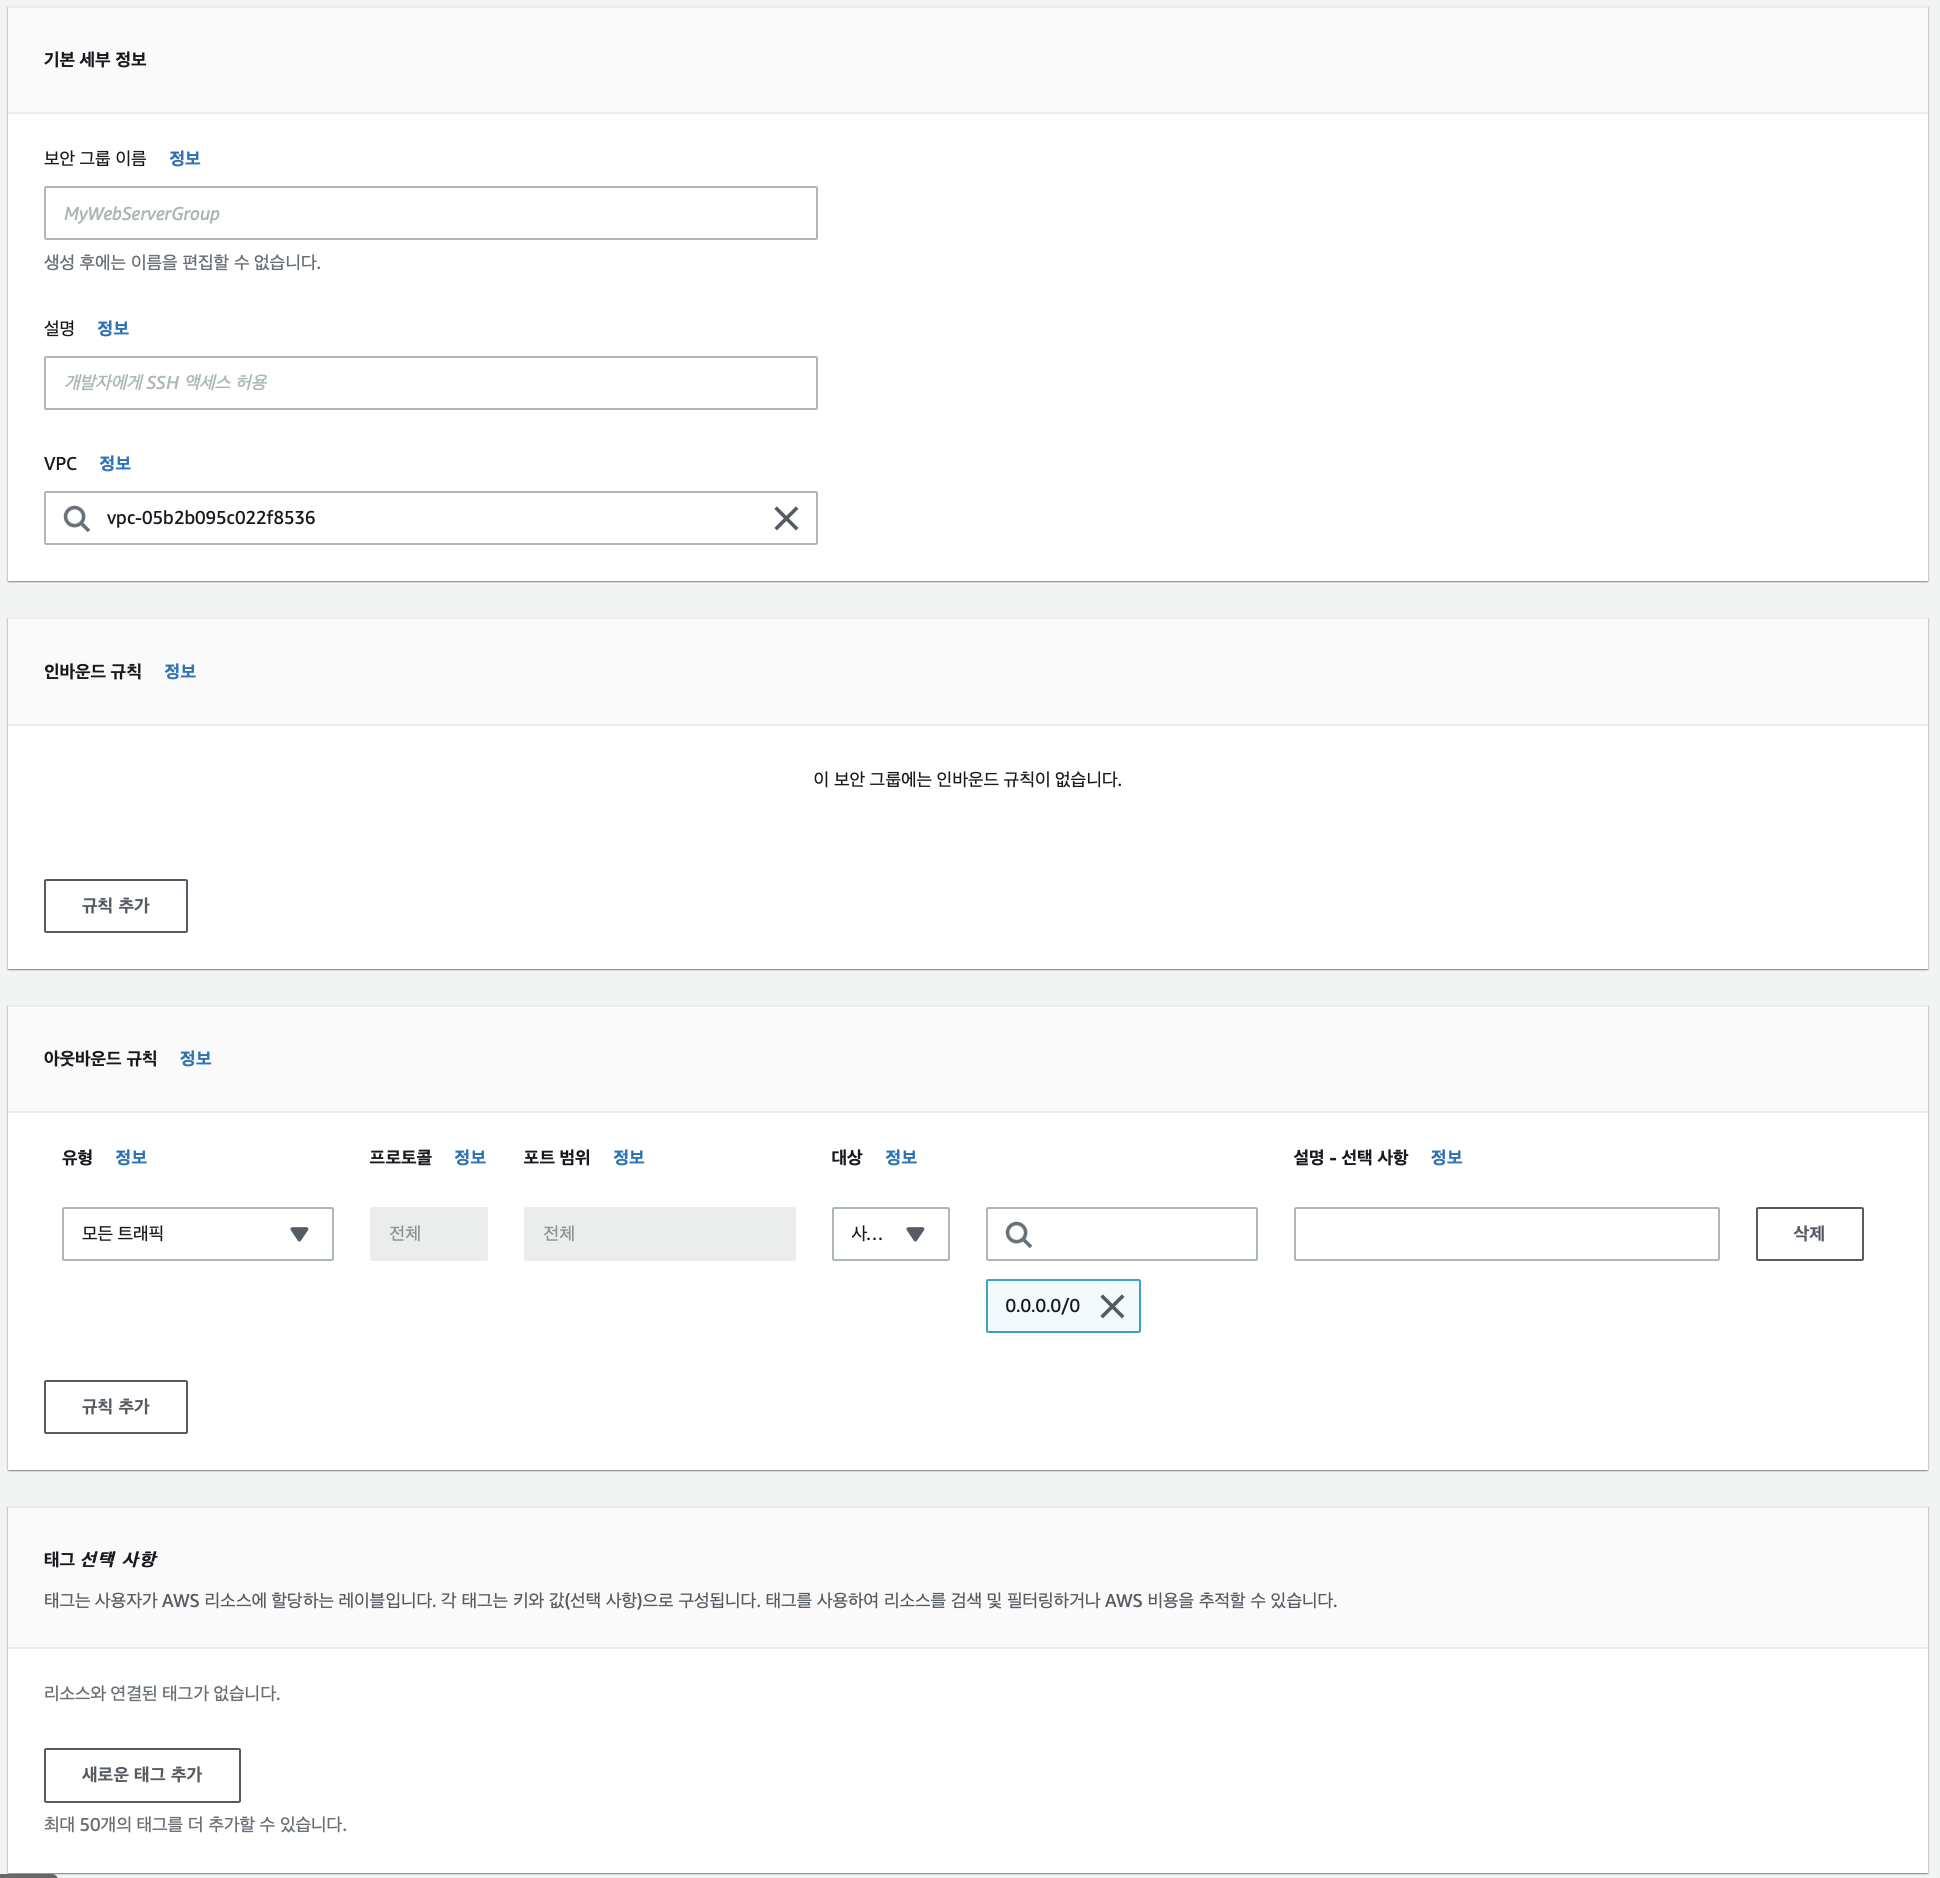 기본 세부 정보
보안 그룹 이름 정보
MyWebServerGroup
생성 후에는 이름을 편집할 수 없습니다.
설명 정보
개발자에게 SSH 액세스 허용
VPC 정보
vpc-05b2b095c022f8536
인바운드 규칙 정보
이 보안 그룹에는 인바운드 규칙이 없습니다.
규칙 추가
아웃바운드 규칙 정보
유형 정보 프로토콜 정보 포트 범위 정보 대상 정보 설명 - 선택 사항 정보
모든 트래픽 전체 전체 사... 삭제
0.0.0.0/0
규칙 추가
태그 선택 사항
태그는 사용자가 AWS 리소스에 할당하는 레이블입니다. 각 태그는 키와 값(선택 사항)으로 구성됩니다. 태그를 사용하여 리소스를 검색 및 필터링하거나 AWS 비용을 추적할 수 있습니다.
리소스와 연결된 태그가 없습니다.
새로운 태그 추가
최대 50개의 태그를 더 추가할 수 있습니다.